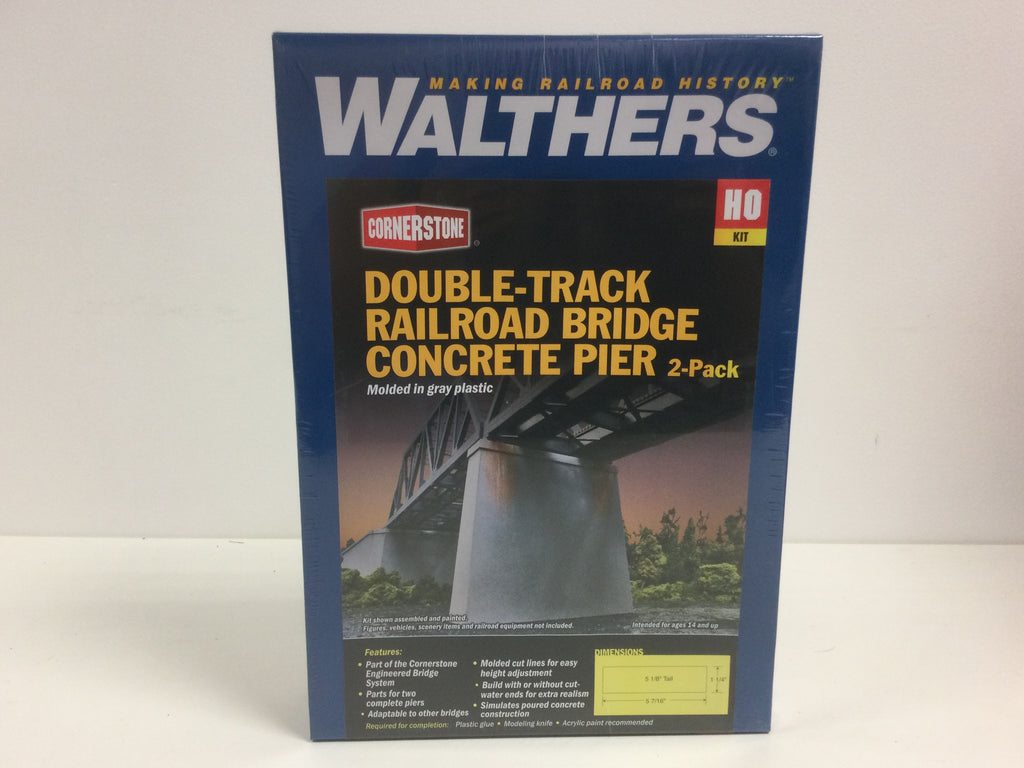 MAKING RAILROAD HISTORY™
WALTHERS®
CORNERSTONE®
HO
KIT
DOUBLE-TRACK
RAILROAD BRIDGE
CONCRETE PIER 2-Pack
Molded in gray plastic
Kit shown assembled and painted.
Figures, vehicles, scenery items and railroad equipment not included.
Intended for ages 14 and up
Features:
• Part of the Cornerstone
Engineered Bridge
System
• Parts for two
complete piers
• Adaptable to other bridges
• Molded cut lines for easy
height adjustment
• Build with or without cut-
water ends for extra realism
• Simulates poured concrete
construction
DIMENSIONS
5 1/8" Tall
1 1/4"
5 7/16"
Required for completion: Plastic glue • Modeling knife • Acrylic paint recommended